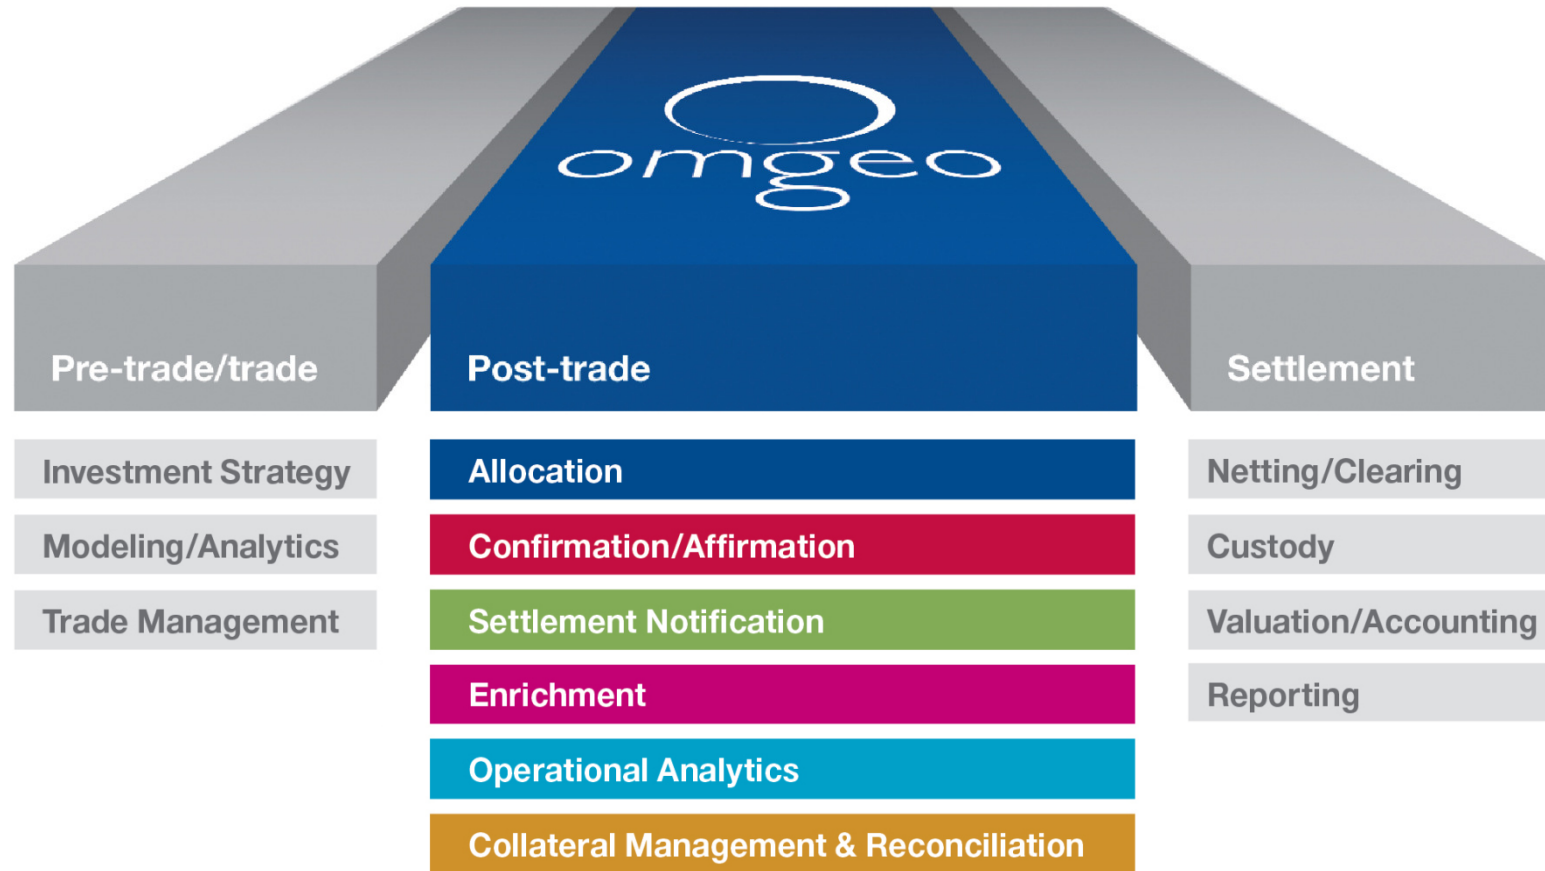 omgeo
Pre-trade/trade
Investment Strategy
Modeling/Analytics
Trade Management
Post-trade
Allocation
Confirmation/Affirmation
Settlement Notification
Enrichment
Operational Analytics
Collateral Management & Reconciliation
Settlement
Netting/Clearing
Custody
Valuation/Accounting
Reporting